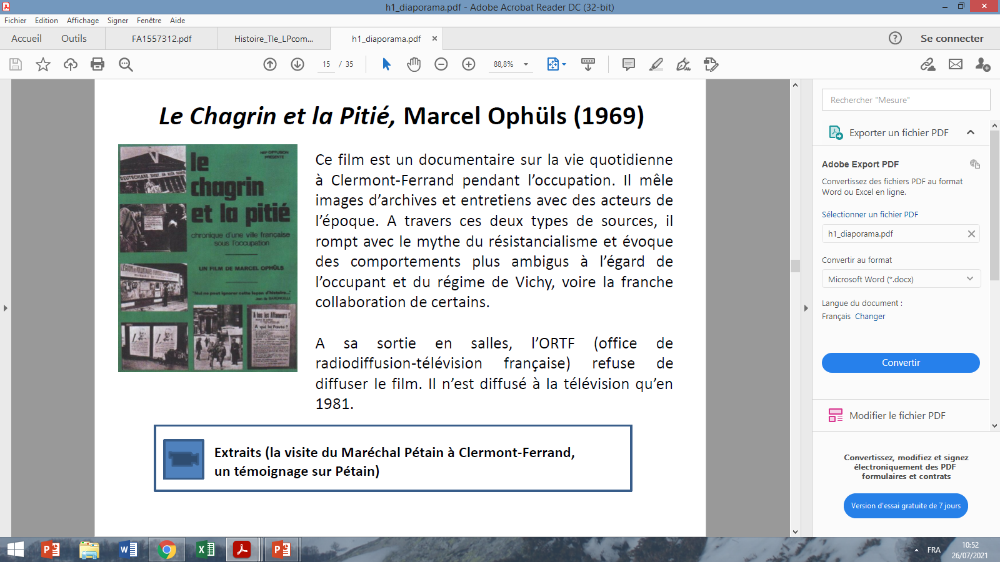 h1_diaporama.pdf - Adobe Acrobat Reader DC (32-bit)
Fichier Edition Affichage Signer Fenêtre Aide
Accueil Outils FA1557312.pdf Histoire_Tle_LPcom... h1_diaporama.pdf × Se connecter
15 / 35 88,8%
Le Chagrin et la Pitié, Marcel Ophüls (1969)
le
chagrin
et la pitié
chronique d'une ville française
sous l'occupation
UN FILM DE MARCEL OPHÜLS
A bas les Affameurs !
A qui la Faute ?
Ce film est un documentaire sur la vie quotidienne
à Clermont-Ferrand pendant l'occupation. Il mêle
images d'archives et entretiens avec des acteurs de
l'époque. A travers ces deux types de sources, il
rompt avec le mythe du résistancialisme et évoque
des comportements plus ambigus à l'égard de
l'occupant et du régime de Vichy, voire la franche
collaboration de certains.
A sa sortie en salles, l'ORTF (office de
radiodiffusion-télévision française) refuse de
diffuser le film. Il n'est diffusé à la télévision qu'en
1981.
Extraits (la visite du Maréchal Pétain à Clermont-Ferrand,
un témoignage sur Pétain)
Rechercher "Mesure"
Exporter un fichier PDF
Adobe Export PDF
Convertissez des fichiers PDF au format
Word ou Excel en ligne.
Sélectionner un fichier PDF
h1_diaporama.pdf
Convertir au format
Microsoft Word (*.docx)
Langue du document :
Français Changer
Convertir
Modifier le fichier PDF
Convertissez, modifiez et signez
électroniquement des PDF
formulaires et contrats
Version d'essai gratuite de 7 jours
FRA
10:52
26/07/2021